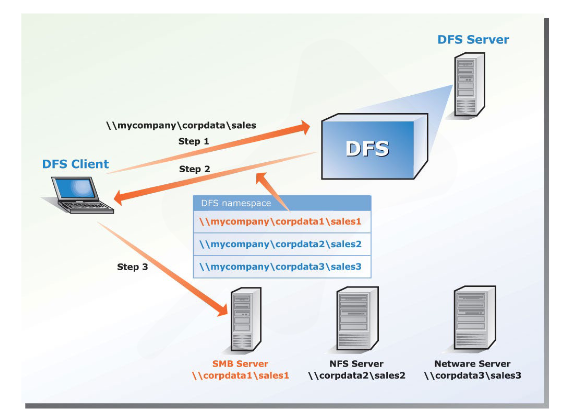 DFS Server
\\mycompany\corpdata\sales
Step 1
DFS
DFS Client
Step 2
DFS namespace
\\mycompany\corpdata1\sales1
\\mycompany\corpdata2\sales2
\\mycompany\corpdata3\sales3
Step 3
SMB Server
\\corpdata1\sales1
NFS Server
\\corpdata2\sales2
Netware Server
\\corpdata3\sales3